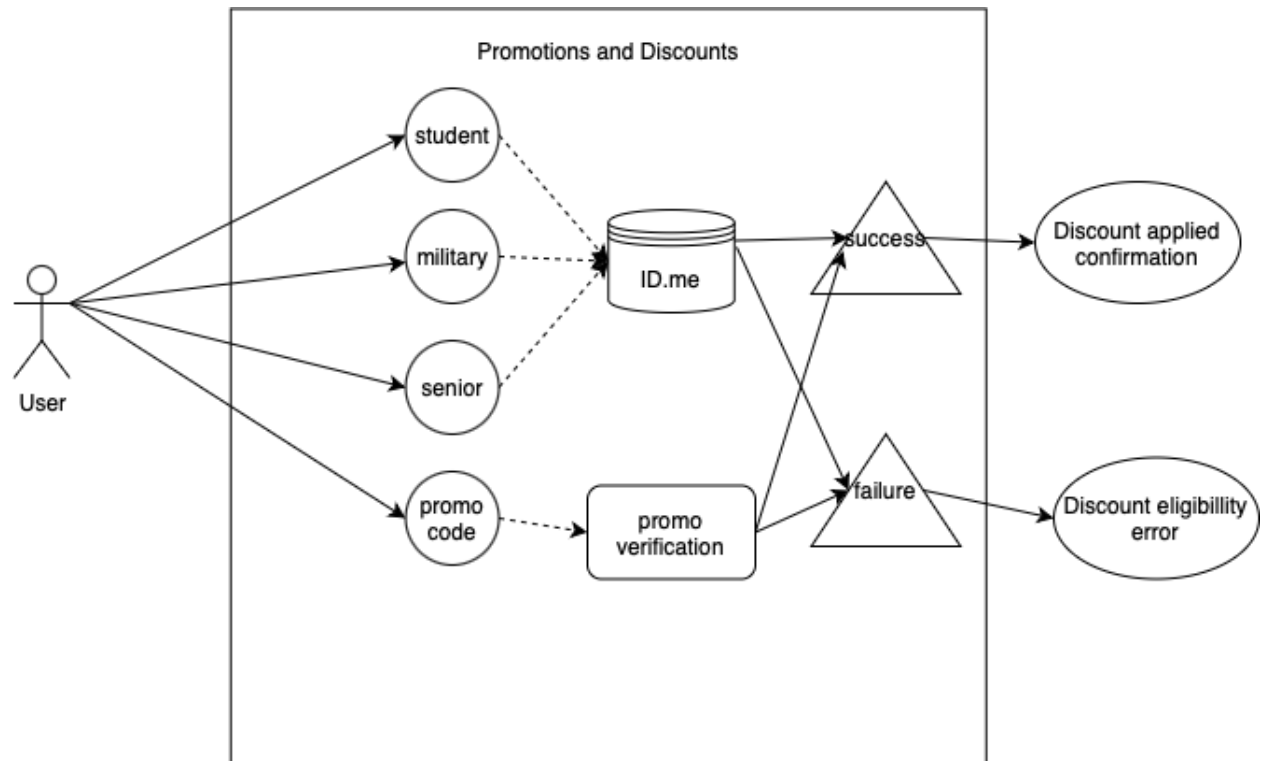 Promotions and Discounts
student
military
ID.me
success
Discount applied
confirmation
senior
User
promo
code
promo
verification
failure
Discount eligibillity
error